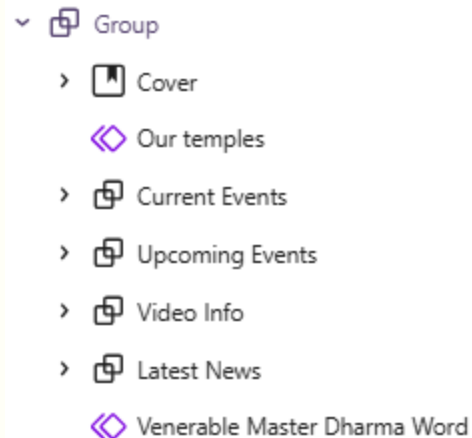 Group
Cover
Our temples
Current Events
Upcoming Events
Video Info
Latest News
Venerable Master Dharma Word